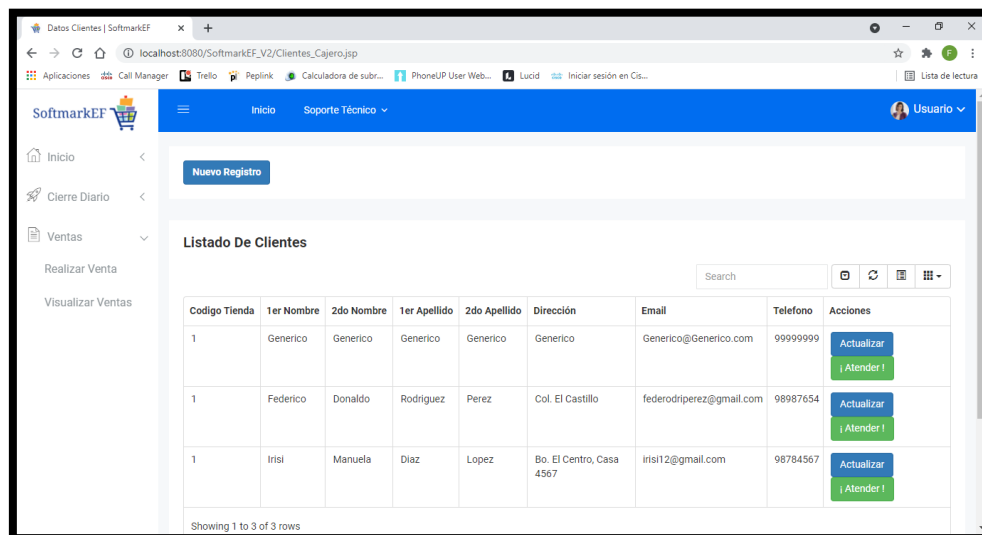 Datos Clientes | SoftmarkEF
localhost:8080/SoftmarkEF_V2/Clientes_Cajero.jsp
F
Aplicaciones Call Manager Trello Peplink Calculadora de subr... PhoneUP User Web... Lucid Iniciar sesión en Cis... Lista de lectura
SoftmarkEF
Inicio Soporte Técnico Usuario
Inicio
Cierre Diario
Ventas
Realizar Venta
Visualizar Ventas
Nuevo Registro
Listado De Clientes
Search
Codigo Tienda 1er Nombre 2do Nombre 1er Apellido 2do Apellido Dirección Email Telefono Acciones
1 Generico Generico Generico Generico Generico Generico@Generico.com 99999999 Actualizar
¡ Atender !
1 Federico Donaldo Rodriguez Perez Col. El Castillo federodriperez@gmail.com 98987654 Actualizar
¡ Atender !
1 Irisi Manuela Diaz Lopez Bo. El Centro, Casa irisi12@gmail.com 98784567 Actualizar
4567
¡ Atender !
Showing 1 to 3 of 3 rows